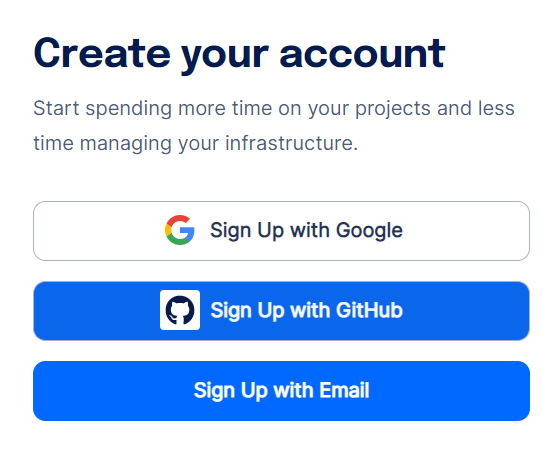 Create your account
Start spending more time on your projects and less
time managing your infrastructure.
Sign Up with Google
Sign Up with GitHub
Sign Up with Email